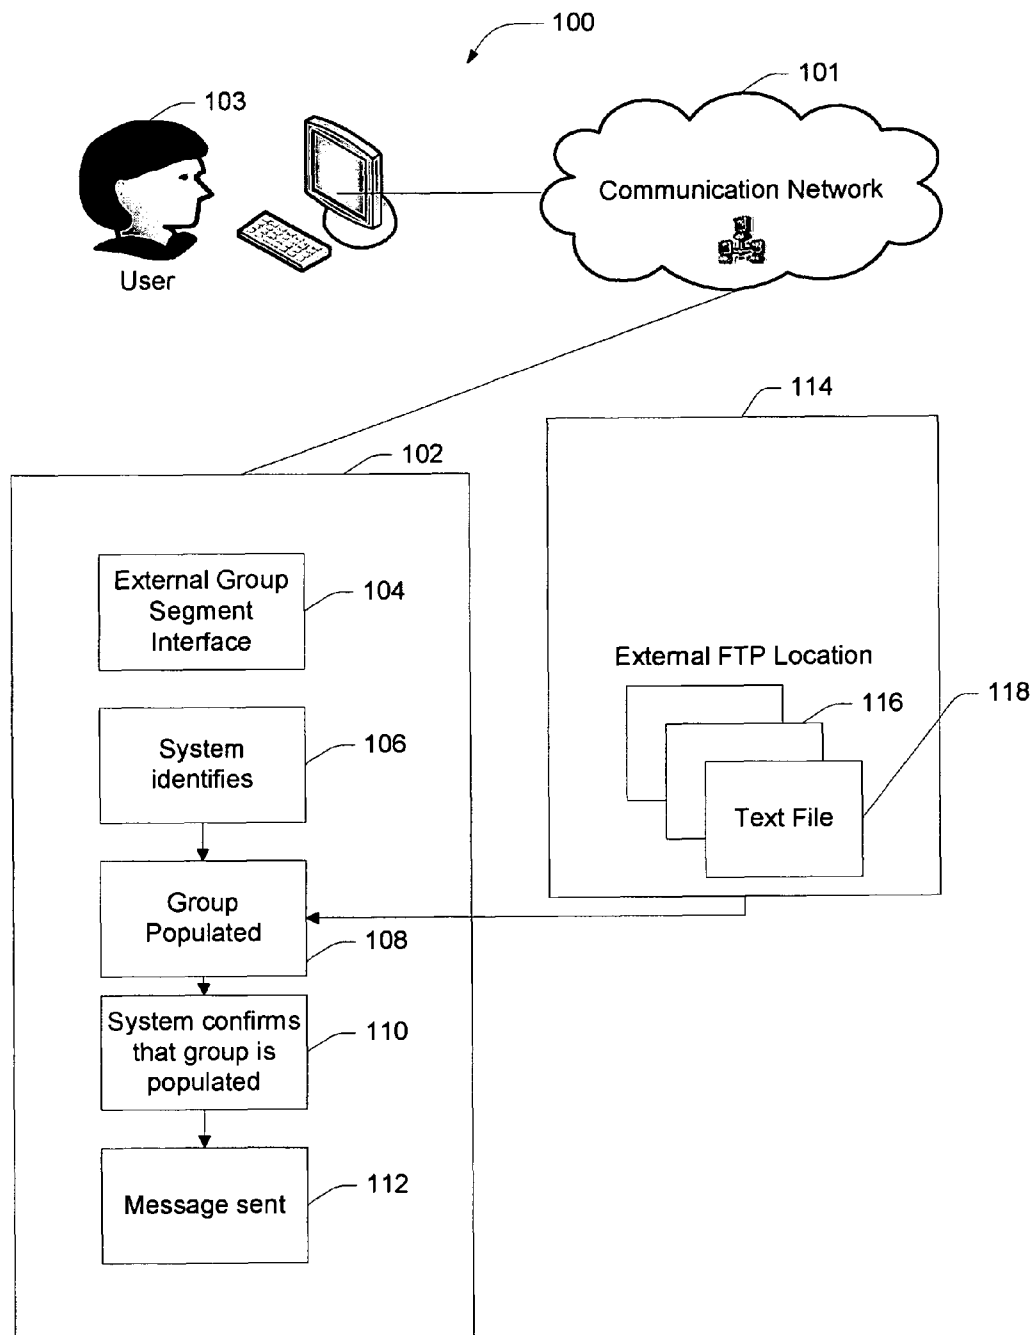 100
101
103
Communication Network
User
114
102
External Group
Segment
Interface
104
External FTP Location
116
118
System
identifies
106
Text File
Group
Populated
108
System confirms
that group is
populated
110
Message sent
112